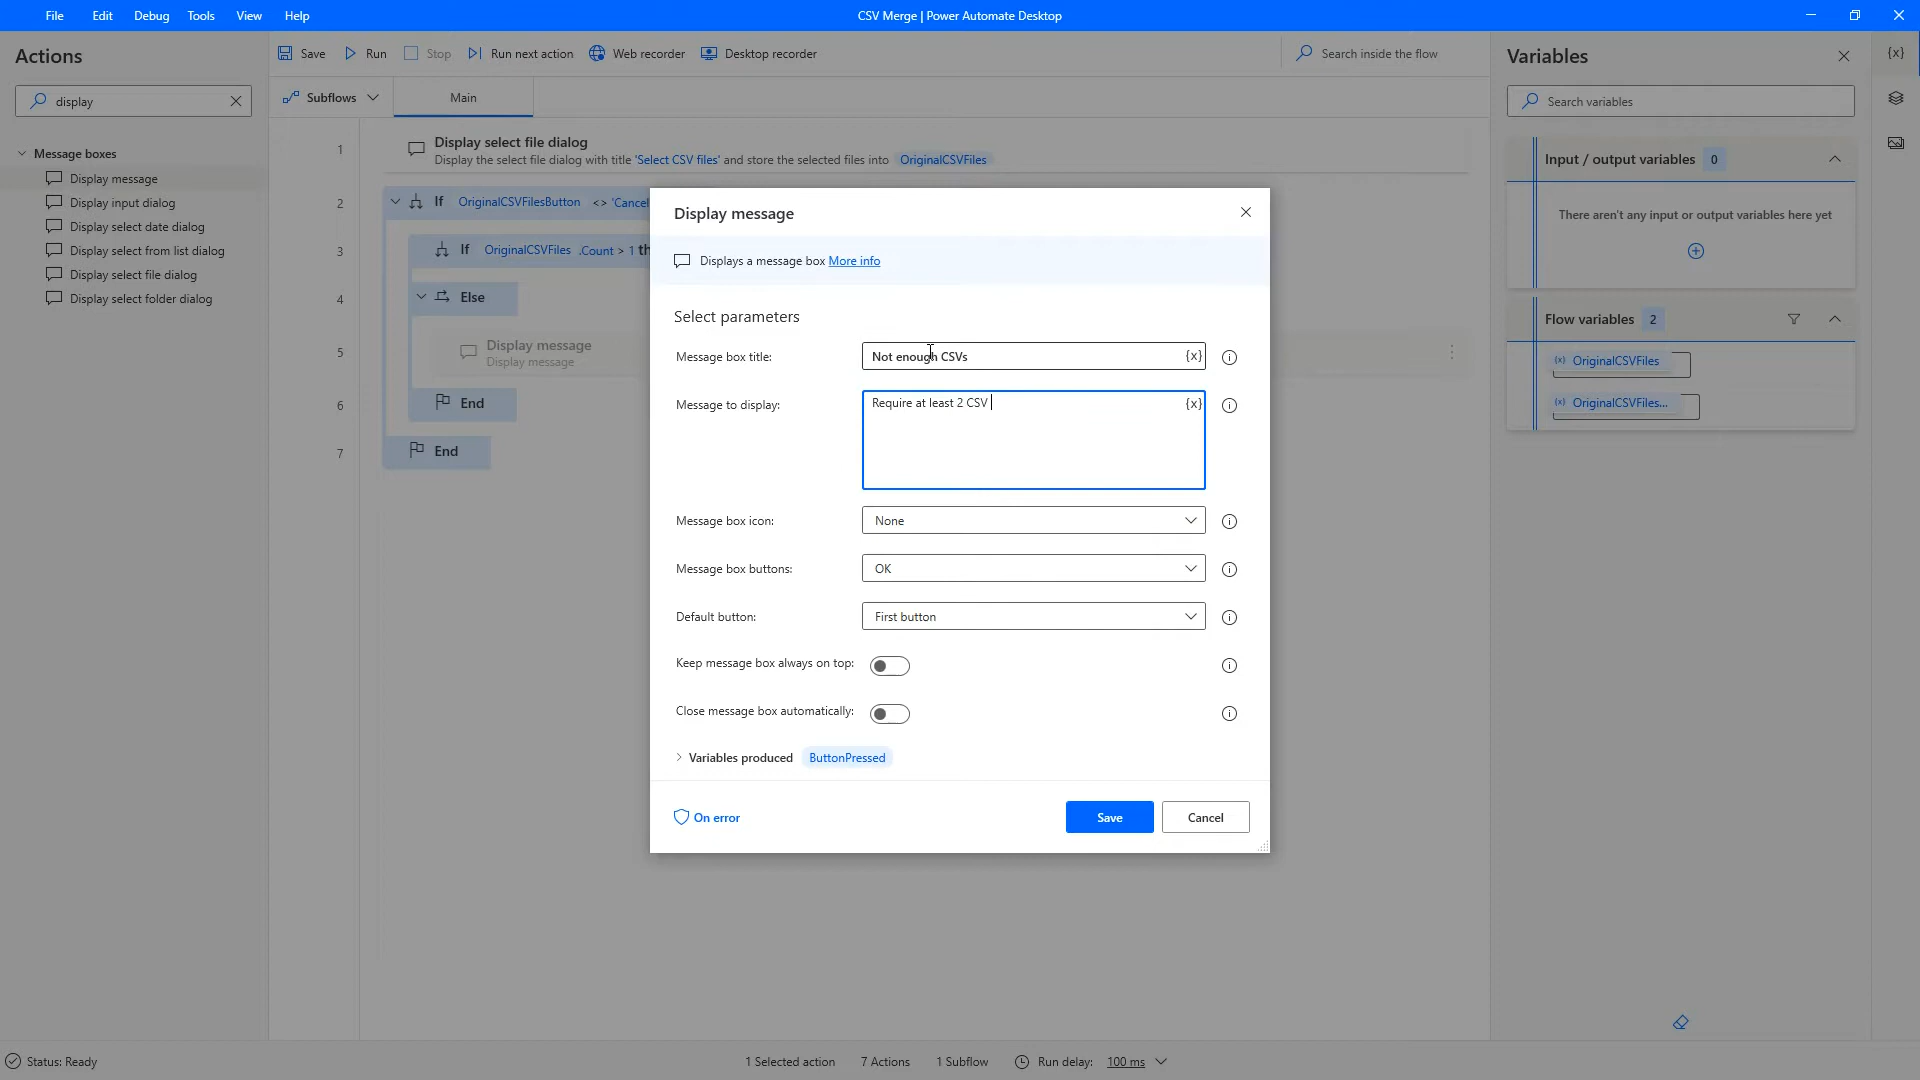 File Edit Debug Tools View Help
CSV Merge | Power Automate Desktop
Actions
display
Message boxes
Display message
Display input dialog
Display select date dialog
Display select from list dialog
Display select file dialog
Display select folder dialog
Save Run Stop Run next action Web recorder Desktop recorder
Search inside the flow
Subflows
Main
1
Display select file dialog
Display the select file dialog with title 'Select CSV files' and store the selected files into OriginalCSVFiles
2
If OriginalCSVFilesButton <> 'Cancel
3
If OriginalCSVFiles .Count > 1 th
4
Else
5
Display message
Display message
6
End
7
End
Display message
Displays a message box More info
Select parameters
Message box title: Not enough CSVs {x}
Message to display: Require at least 2 CSV {x}
Message box icon: None
Message box buttons: OK
Default button: First button
Keep message box always on top:
Close message box automatically:
Variables produced ButtonPressed
On error
Save
Cancel
Variables
{x}
Search variables
Input / output variables 0
There aren't any input or output variables here yet
Flow variables 2
(x) OriginalCSVFiles
(x) OriginalCSVFiles...
Status: Ready
1 Selected action
7 Actions
1 Subflow
Run delay: 100 ms